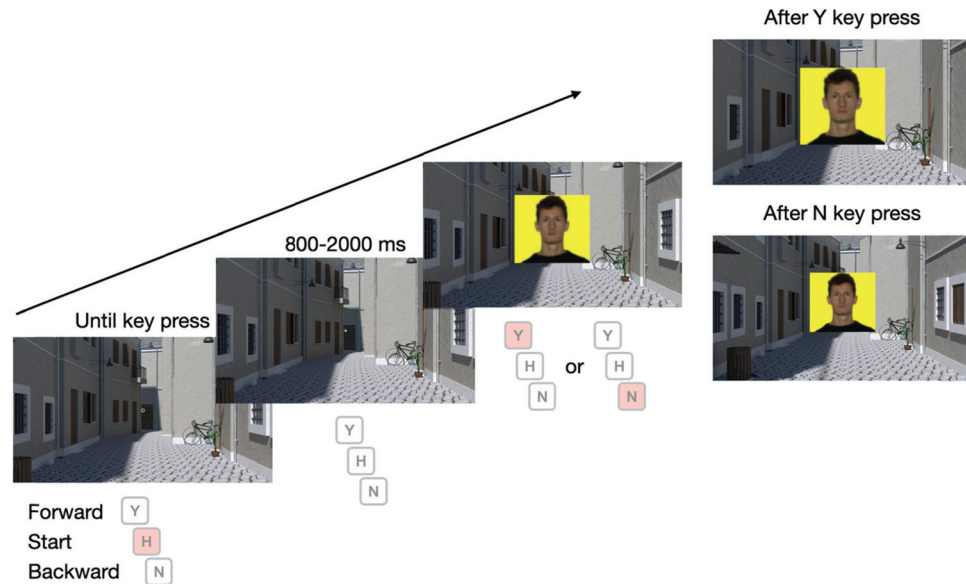 After Y key press
800-2000 ms
Until key press
After N key press
Y
H
N
or
Y
H
N
Y
H
N
Forward Y
Start H
Backward N